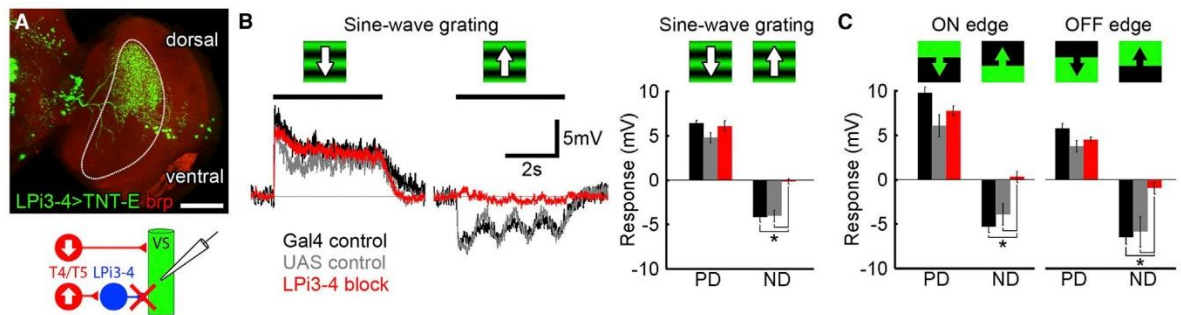 A
dorsal
ventral
LPi3-4>TNT-E brp
VS
T4/T5 LPi3-4
B
Sine-wave grating
5mV
2s
Gal4 control
UAS control
LPi3-4 block
Sine-wave grating
Response (mV)
10
5
0
-5
-10
*
PD ND
C
ON edge OFF edge
Response (mV)
10
5
0
-5
-10
* *
PD ND PD ND